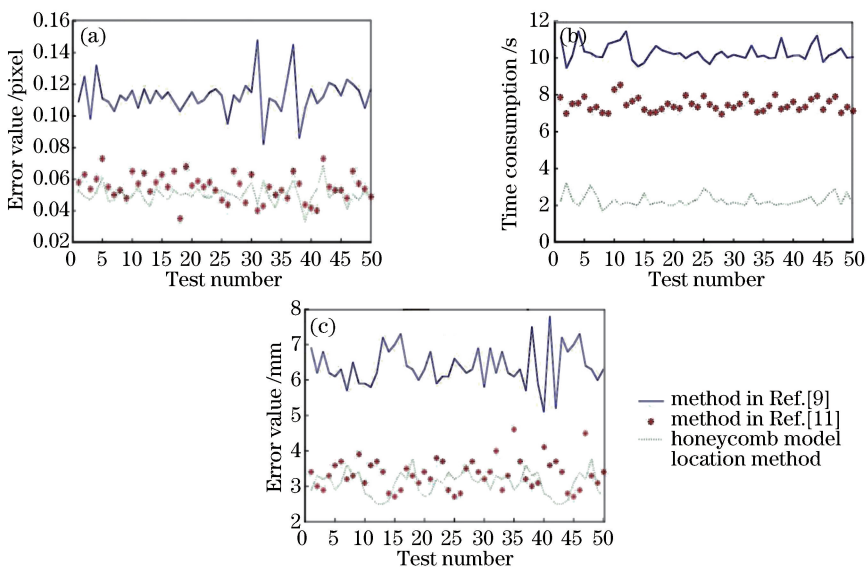 (a)
0.16
0.14
0.12
0.10
0.08
0.06
0.04
0.02
Error value /pixel
0 5 10 15 20 25 30 35 40 45 50
Test number
(b)
12
10
8
6
4
2
0
Time consumption /s
0 5 10 15 20 25 30 35 40 45 50
Test number
(c)
8
7
6
5
4
3
2
Error value /mm
0 5 10 15 20 25 30 35 40 45 50
Test number
method in Ref.[9]
method in Ref.[11]
honeycomb model
location method